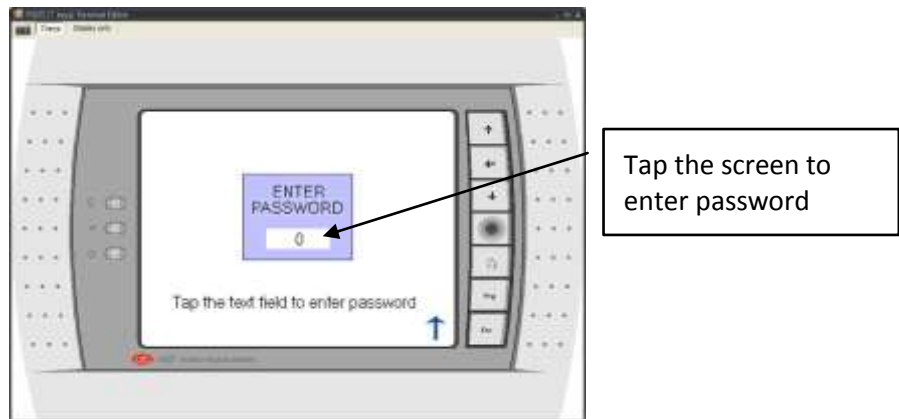 ENTER
PASSWORD
0
Tap the text field to enter password
Tap the screen to
enter password